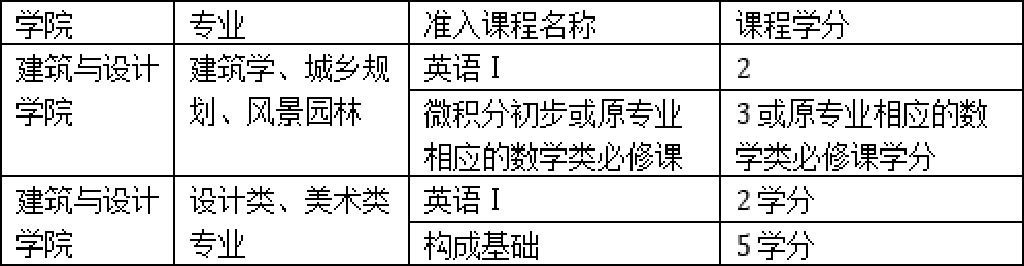 学院 专业 准入课程名称 课程学分
建筑与设计学院 建筑学、城乡规划、风景园林 英语Ⅰ 2
微积分初步或原专业相应的数学类必修课 3或原专业相应的数学类必修课学分
建筑与设计学院 设计类、美术类专业 英语Ⅰ 2学分
构成基础 5学分